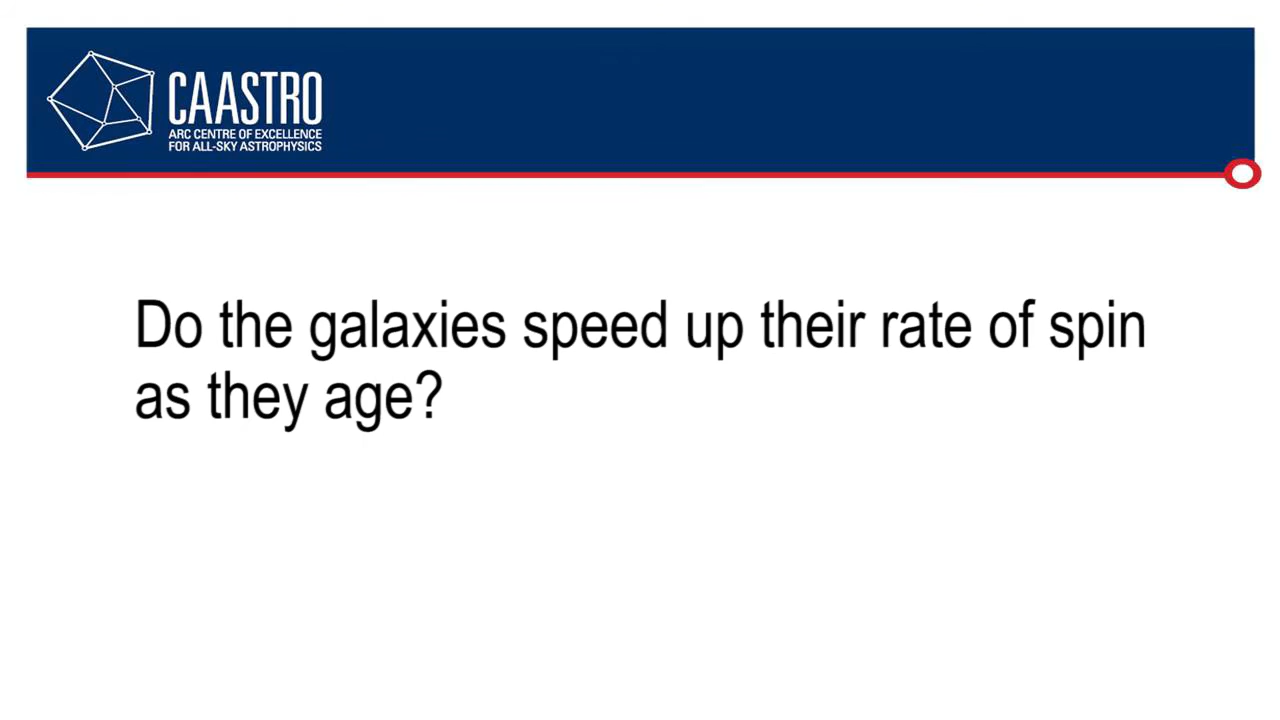 CAASTRO
ARC CENTRE OF EXCELLENCE
FOR ALL-SKY ASTROPHYSICS
Do the galaxies speed up their rate of spin
as they age?